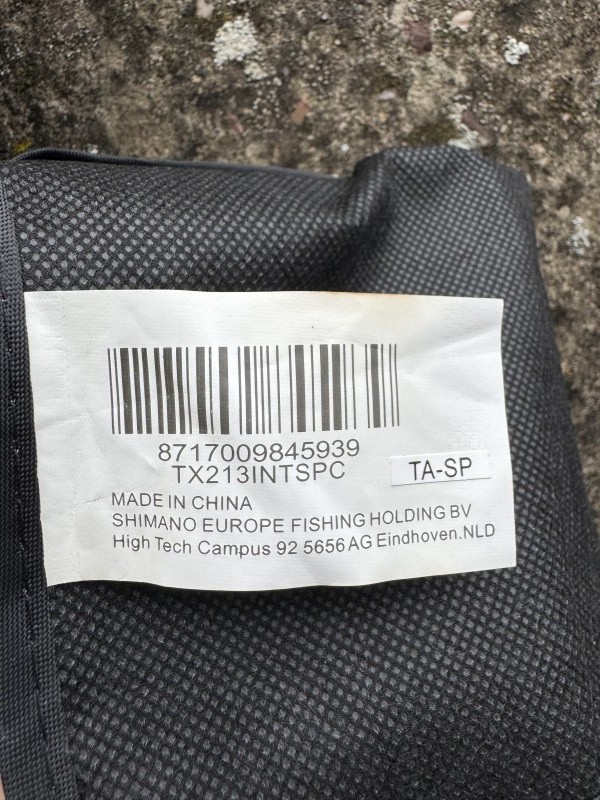 8717009845939
TX213INTSPC
TA-SP
MADE IN CHINA
SHIMANO EUROPE FISHING HOLDING BV
High Tech Campus 92 5656 AG Eindhoven.NLD